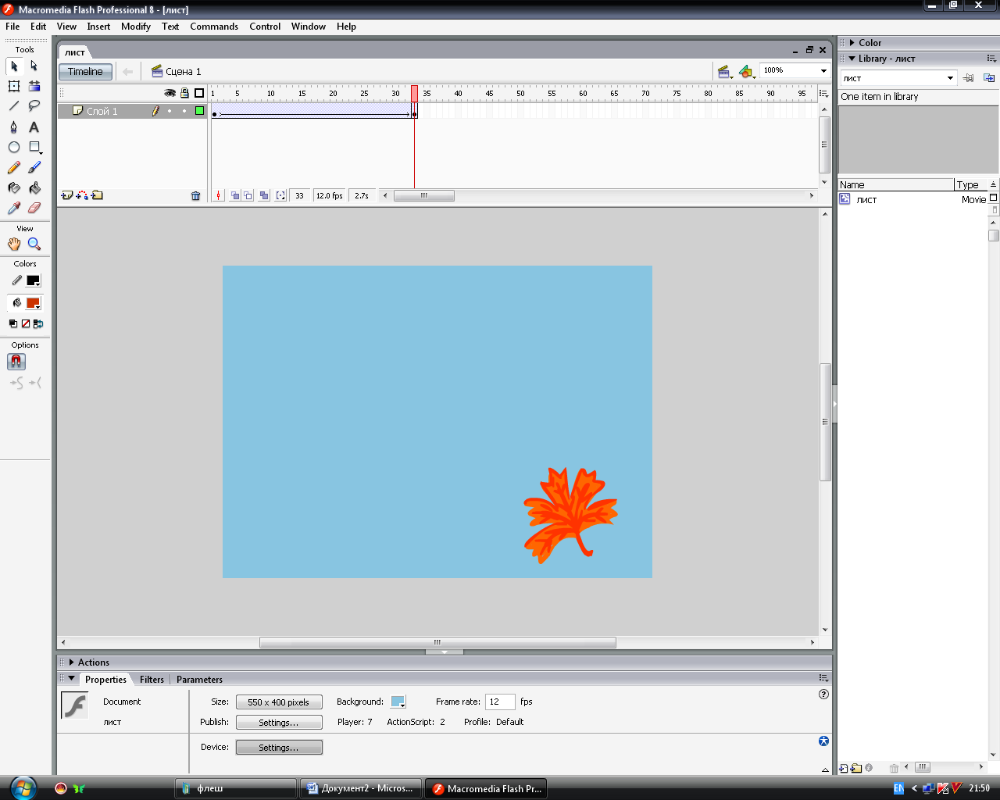 Macromedia Flash Professional 8 - [лист]
File Edit View Insert Modify Text Commands Control Window Help
Tools
View
Colors
Options
лист
Timeline
Сцена 1
100%
1 5 10 15 20 25 30 35 40 45 50 55 60 65 70 75 80 85 90 95
Слой 1
33 12.0 fps 2.7s
Color
Library - лист
лист
One item in library
Name Type
лист Movie
Actions
Properties Filters Parameters
Document
лист
Size: 550 x 400 pixels Background: Frame rate: 12 fps
Publish: Settings... Player: 7 ActionScript: 2 Profile: Default
Device: Settings...
флеш
Документ2 - Micros...
Macromedia Flash Pr...
EN
21:50